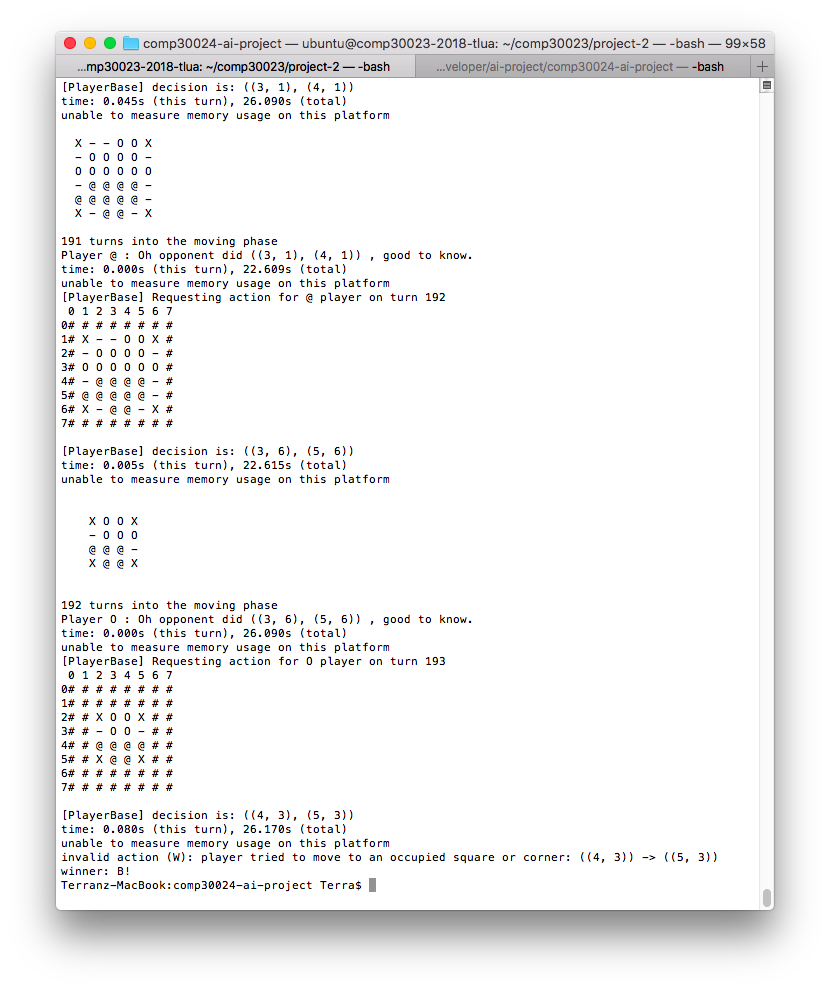 comp30024-ai-project — ubuntu@comp30023-2018-tlua: ~/comp30023/project-2 — -bash — 99×58
...mp30023-2018-tlua: ~/comp30023/project-2 — -bash
...veloper/ai-project/comp30024-ai-project — -bash +
[PlayerBase] decision is: ((3, 1), (4, 1))
time: 0.045s (this turn), 26.090s (total)
unable to measure memory usage on this platform
X - - O O X
- O O O O -
O O O O O O
- @ @ @ @ -
@ @ @ @ @ -
X - @ @ - X
191 turns into the moving phase
Player @ : Oh opponent did ((3, 1), (4, 1)) , good to know.
time: 0.000s (this turn), 22.609s (total)
unable to measure memory usage on this platform
[PlayerBase] Requesting action for @ player on turn 192
0 1 2 3 4 5 6 7
0# # # # # # # #
1# X - - O O X #
2# - O O O O - #
3# O O O O O O #
4# - @ @ @ @ - #
5# @ @ @ @ @ - #
6# X - @ @ - X #
7# # # # # # # #
[PlayerBase] decision is: ((3, 6), (5, 6))
time: 0.005s (this turn), 22.615s (total)
unable to measure memory usage on this platform
X O O X
- O O O
@ @ @ -
X @ @ X
192 turns into the moving phase
Player O : Oh opponent did ((3, 6), (5, 6)) , good to know.
time: 0.000s (this turn), 26.090s (total)
unable to measure memory usage on this platform
[PlayerBase] Requesting action for O player on turn 193
0 1 2 3 4 5 6 7
0# # # # # # # #
1# # # # # # # #
2# # X O O X # #
3# # - O O - # #
4# # @ @ @ @ # #
5# # X @ @ X # #
6# # # # # # # #
7# # # # # # # #
[PlayerBase] decision is: ((4, 3), (5, 3))
time: 0.080s (this turn), 26.170s (total)
unable to measure memory usage on this platform
invalid action (W): player tried to move to an occupied square or corner: ((4, 3)) -> ((5, 3))
winner: B!
Terranz-MacBook:comp30024-ai-project Terra$